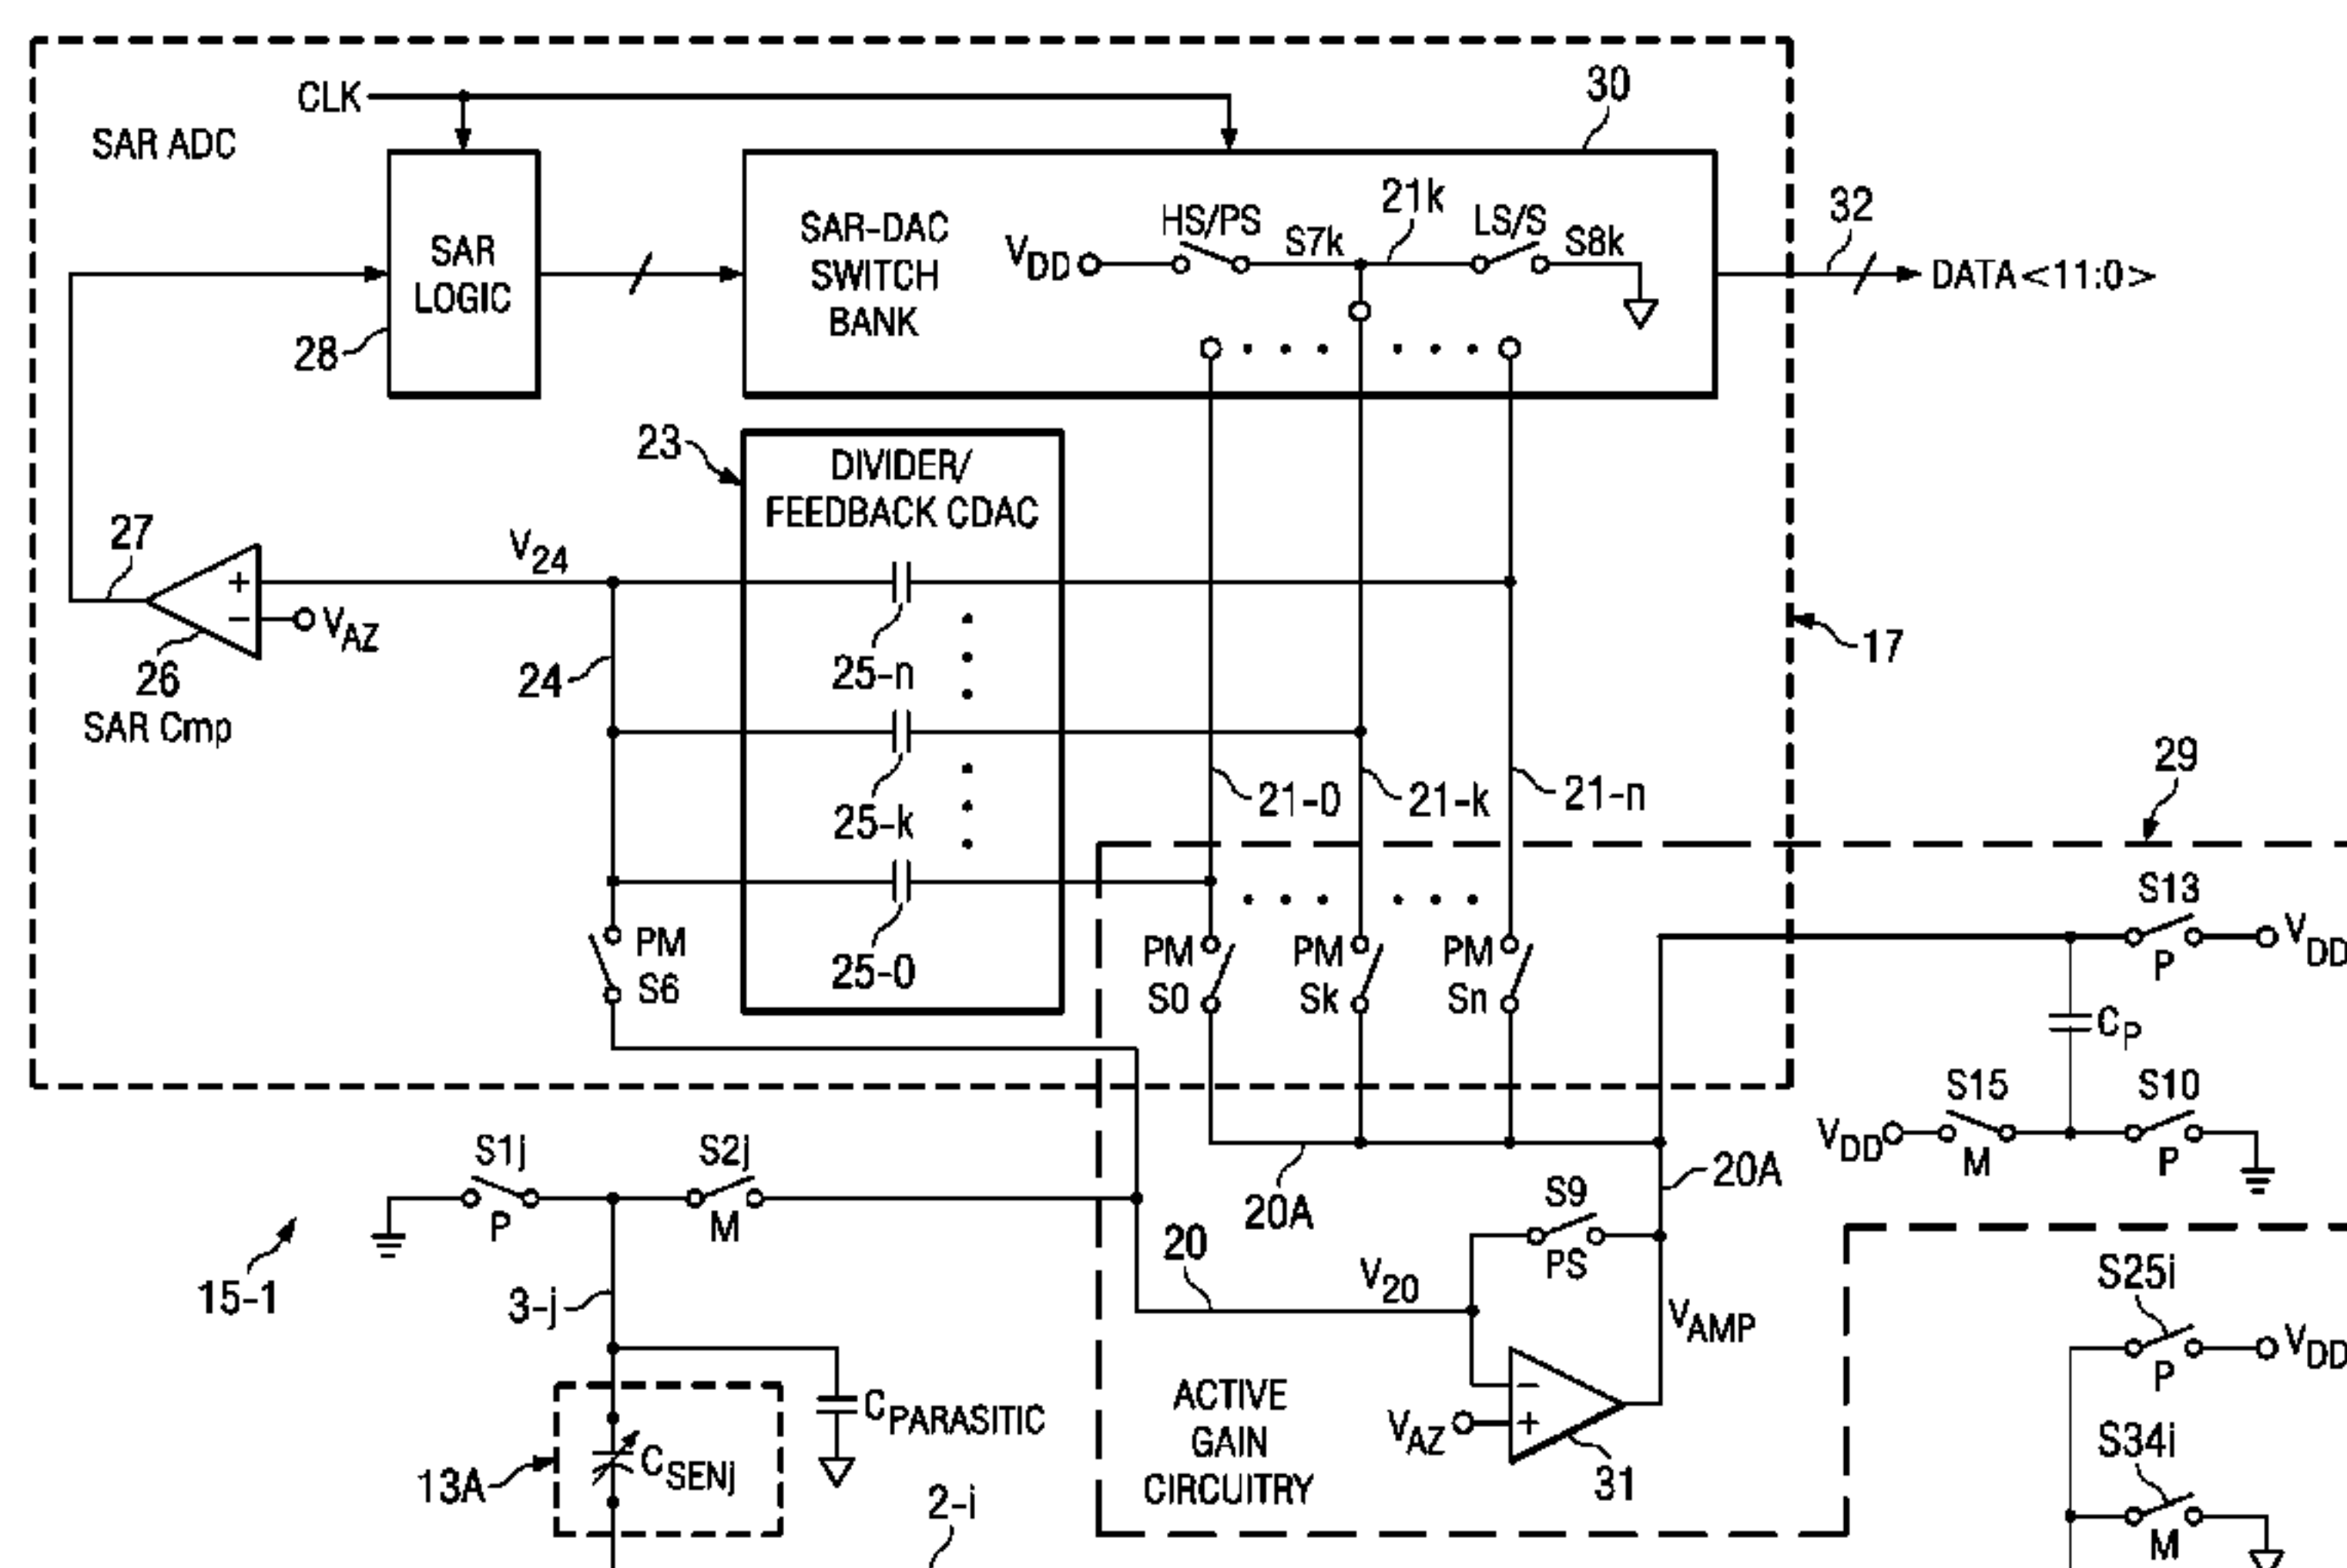 CLK
30
SAR ADC
SAR
LOGIC
28
SAR-DAC
SWITCH
BANK
VDD
HS/PS
S7k
21k
LS/S
S8k
32
DATA<11:0>
23
DIVIDER/
FEEDBACK CDAC
27
V24
+
−
VAZ
26
SAR Cmp
24
25-n
25-k
25-0
17
21-0
21-k
21-n
29
PM
S6
PM
S0
PM
Sk
PM
Sn
S13
P
VDD
CP
S15
VDD
M
S10
P
S1j
P
S2j
M
20A
20A
S9
PS
15-1
3-j
20
V20
VAMP
S25i
P
VDD
CPARASITIC
ACTIVE
GAIN
CIRCUITRY
VAZ
−
+
31
S34i
M
13A
CSENj
2-i